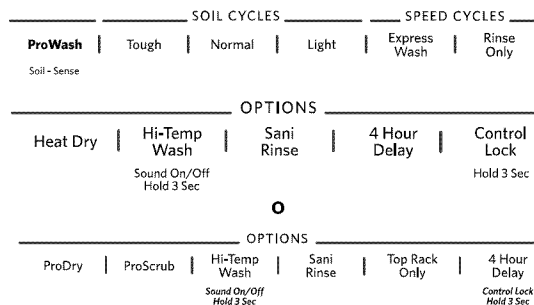 SOIL CYCLES SPEED CYCLES
ProWash Tough Normal Light Express Wash Rinse Only
Soil - Sense
OPTIONS
Heat Dry Hi-Temp Wash Sani Rinse 4 Hour Delay Control Lock
Sound On/Off Hold 3 Sec Hold 3 Sec
O
OPTIONS
ProDry ProScrub Hi-Temp Wash Sani Rinse Top Rack Only 4 Hour Delay
Sound On/Off Hold 3 Sec Control Lock Hold 3 Sec